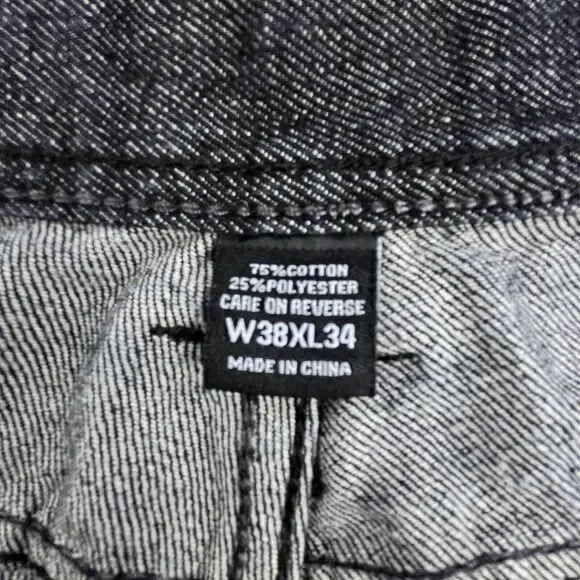 75%COTTON
25%POLYESTER
CARE ON REVERSE
W38XL34
MADE IN CHINA